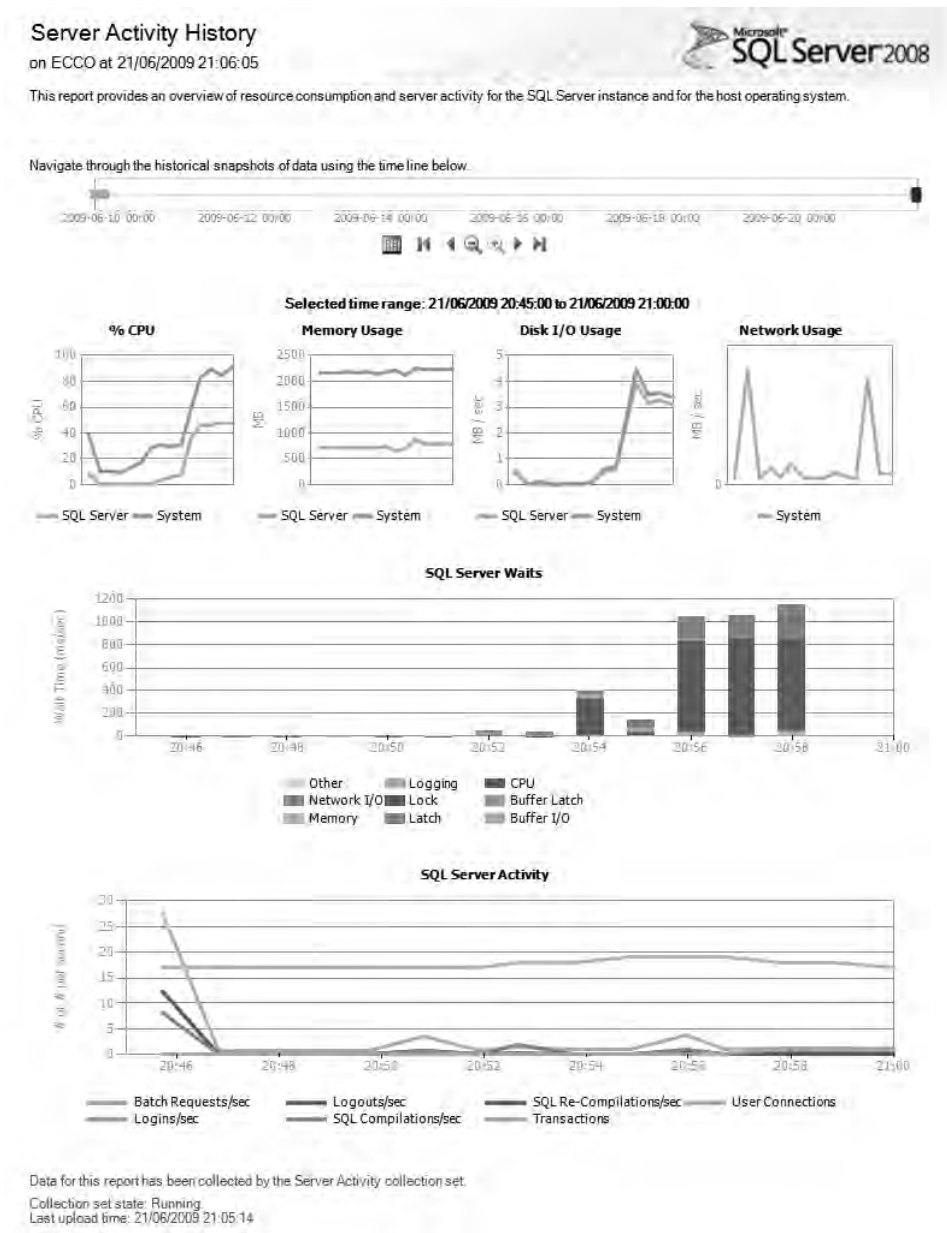 Server Activity History
Microsoft®
SQL Server 2008
on ECCO at 21/06/2009 21:06:05
This report provides an overview of resource consumption and server activity for the SQL Server instance and for the host operating system.
Navigate through the historical snapshots of data using the time line below.
2009-06-10 00:00 2009-06-12 00:00 2009-06-14 00:00 2009-06-16 00:00 2009-06-18 00:00 2009-06-20 00:00
Selected time range: 21/06/2009 20:45:00 to 21/06/2009 21:00:00
% CPU Memory Usage Disk I/O Usage Network Usage
100 2500 5
80 2000 4
60 1500 3
40 1000 2
20 500 1
0 0 0 0
% CPU MB MB / sec MB / sec
SQL Server System SQL Server System SQL Server System System
SQL Server Waits
Wait Time (ms/sec)
1200
1000
800
600
400
200
0
20:46 20:48 20:50 20:52 20:54 20:56 20:58 21:00
Other Logging CPU
Network I/O Lock Buffer Latch
Memory Latch Buffer I/O
SQL Server Activity
# or # per second
30
25
20
15
10
5
0
20:46 20:48 20:50 20:52 20:54 20:56 20:58 21:00
Batch Requests/sec Logouts/sec SQL Re-Compilations/sec User Connections
Logins/sec SQL Compilations/sec Transactions
Data for this report has been collected by the Server Activity collection set.
Collection set state: Running
Last upload time: 21/06/2009 21:05:14